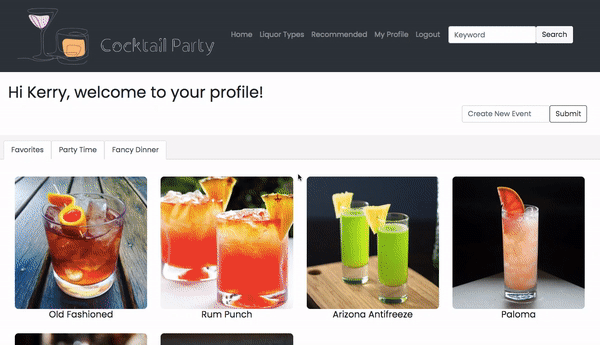 Cocktail Party
Home Liquor Types Recommended My Profile Logout Keyword Search
Hi Kerry, welcome to your profile!
Create New Event Submit
Favorites Party Time Fancy Dinner
Old Fashioned Rum Punch Arizona Antifreeze Paloma